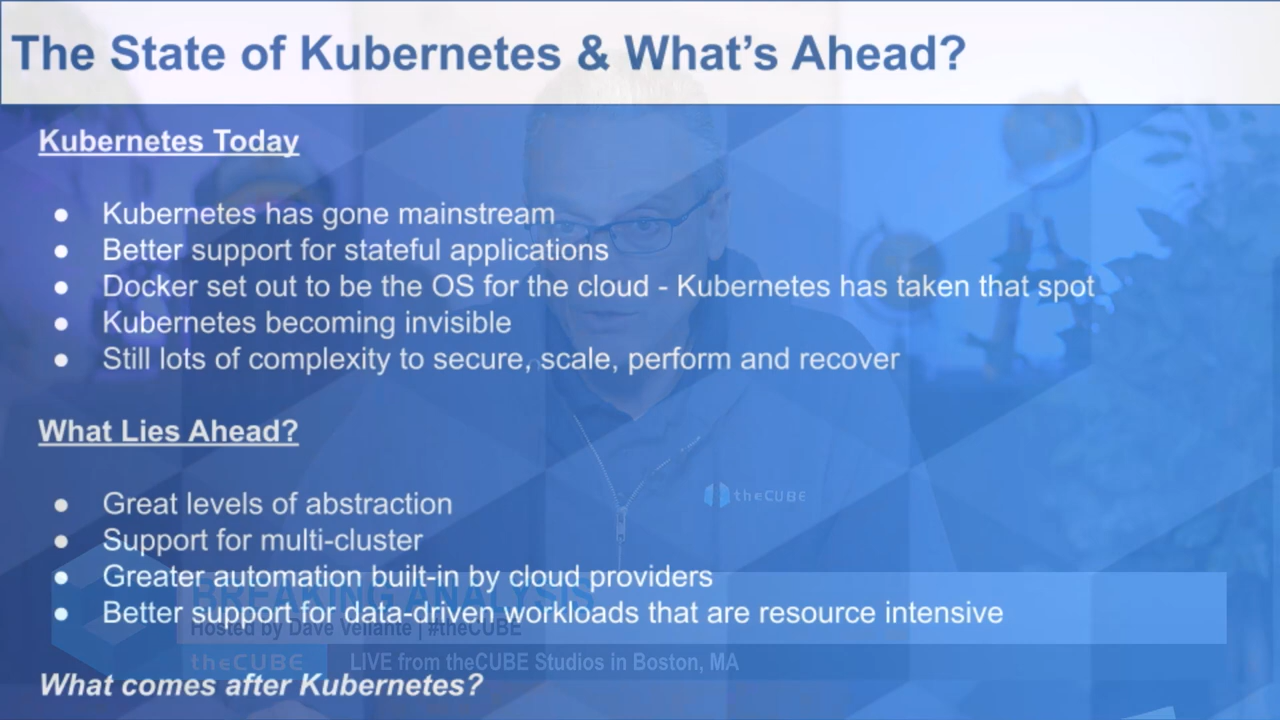 The State of Kubernetes & What's Ahead?
Kubernetes Today
● Kubernetes has gone mainstream
● Better support for stateful applications
● Docker set out to be the OS for the cloud - Kubernetes has taken that spot
● Kubernetes becoming invisible
● Still lots of complexity to secure, scale, perform and recover
What Lies Ahead?
● Great levels of abstraction
theCUBE
● Support for multi-cluster
● Greater automation built-in by cloud providers
BREAKING ANALYSIS
● Better support for data-driven workloads that are resource intensive
Hosted by Dave Vellante | #theCUBE
theCUBE LIVE from theCUBE Studios in Boston, MA
What comes after Kubernetes?